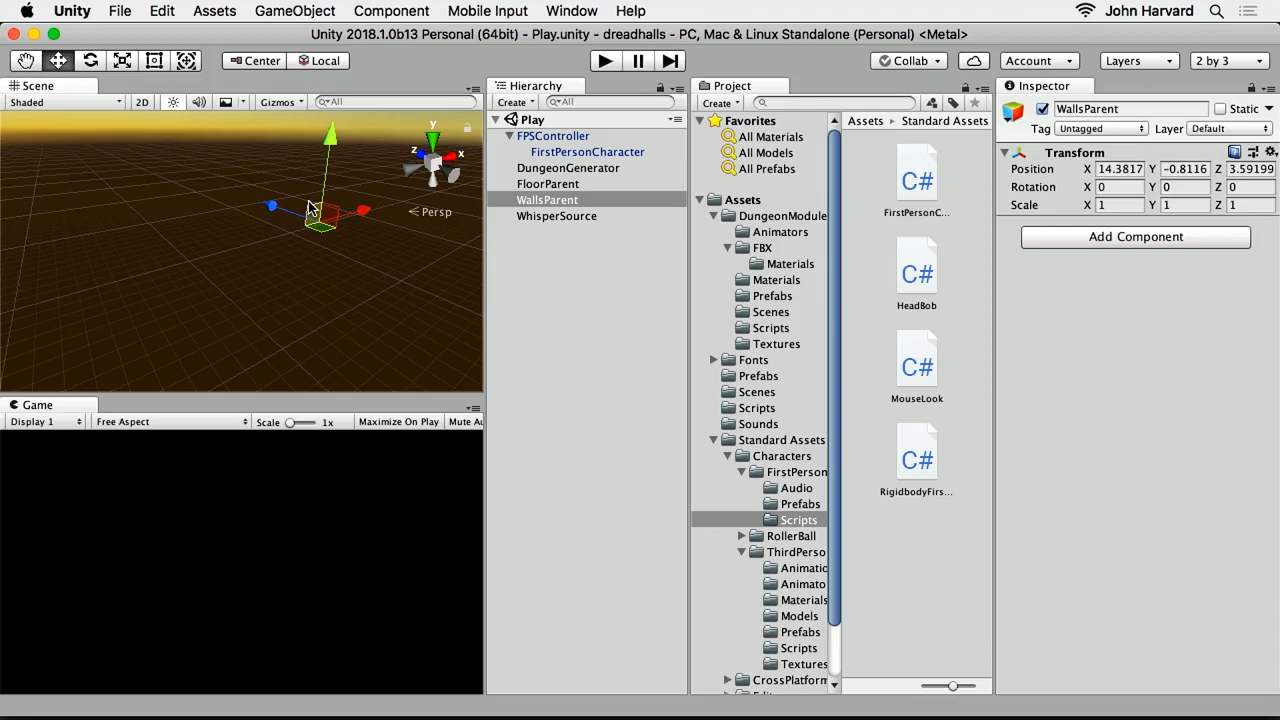 Unity File Edit Assets GameObject Component Mobile Input Window Help John Harvard
Unity 2018.1.0b13 Personal (64bit) - Play.unity - dreadhalls - PC, Mac & Linux Standalone (Personal) <Metal>
Center Local Collab Account Layers 2 by 3
Scene
Shaded 2D Gizmos All
y
z x
Persp
Game
Display 1 Free Aspect Scale 1x Maximize On Play Mute Au
Hierarchy
Create All
Play
FPSController
FirstPersonCharacter
DungeonGenerator
FloorParent
WallsParent
WhisperSource
Project
Create
Favorites
All Materials
All Models
All Prefabs
Assets
DungeonModule
Animators
FBX
Materials
Materials
Prefabs
Scenes
Scripts
Textures
Fonts
Prefabs
Scenes
Scripts
Sounds
Standard Assets
Characters
FirstPerson
Audio
Prefabs
Scripts
RollerBall
ThirdPerso
Animatic
Animato
Materials
Models
Prefabs
Scripts
Textures
CrossPlatform
Assets Standard Assets
C#
FirstPersonC...
C#
HeadBob
C#
MouseLook
C#
RigidbodyFirs...
Inspector
WallsParent Static
Tag Untagged Layer Default
Transform
Position X 14.3817 Y -0.8116 Z 3.59199
Rotation X 0 Y 0 Z 0
Scale X 1 Y 1 Z 1
Add Component